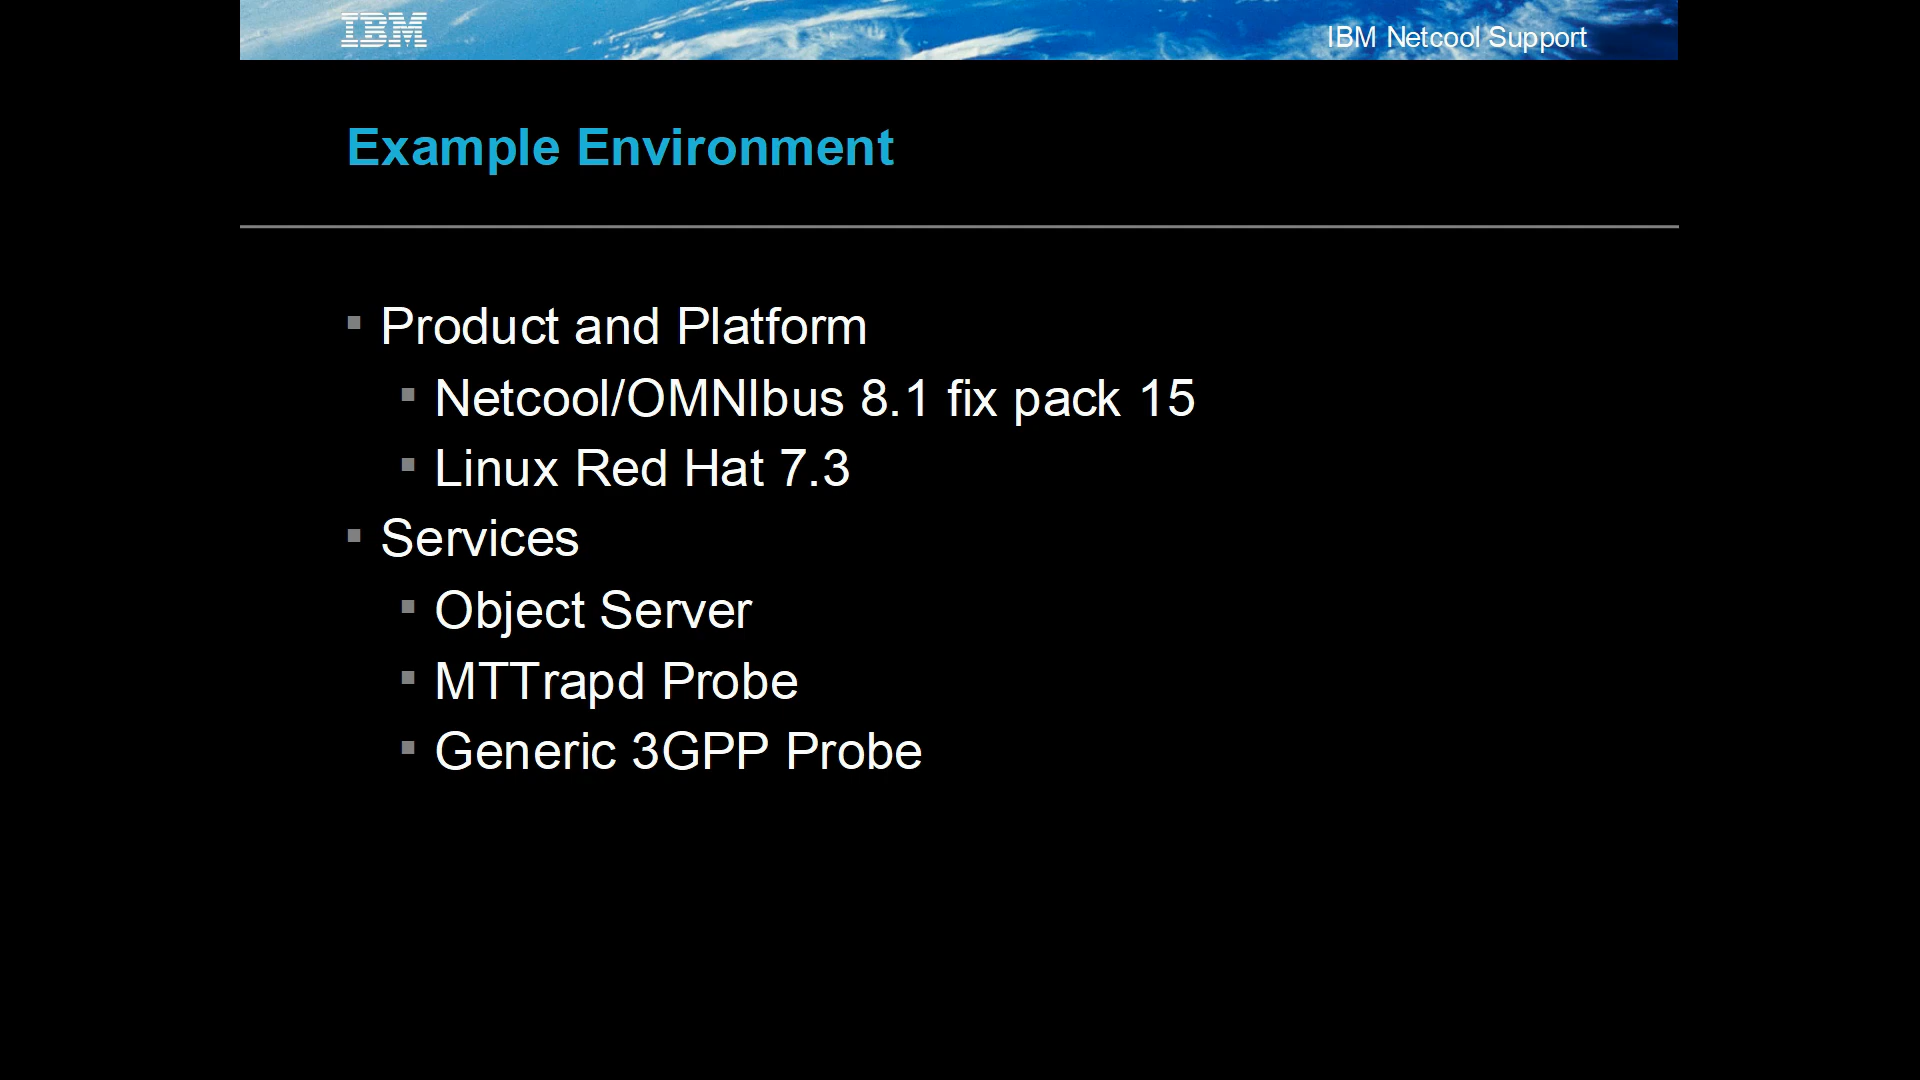 IBM
IBM Netcool Support
Example Environment
Product and Platform
Netcool/OMNIbus 8.1 fix pack 15
Linux Red Hat 7.3
Services
Object Server
MTTrapd Probe
Generic 3GPP Probe